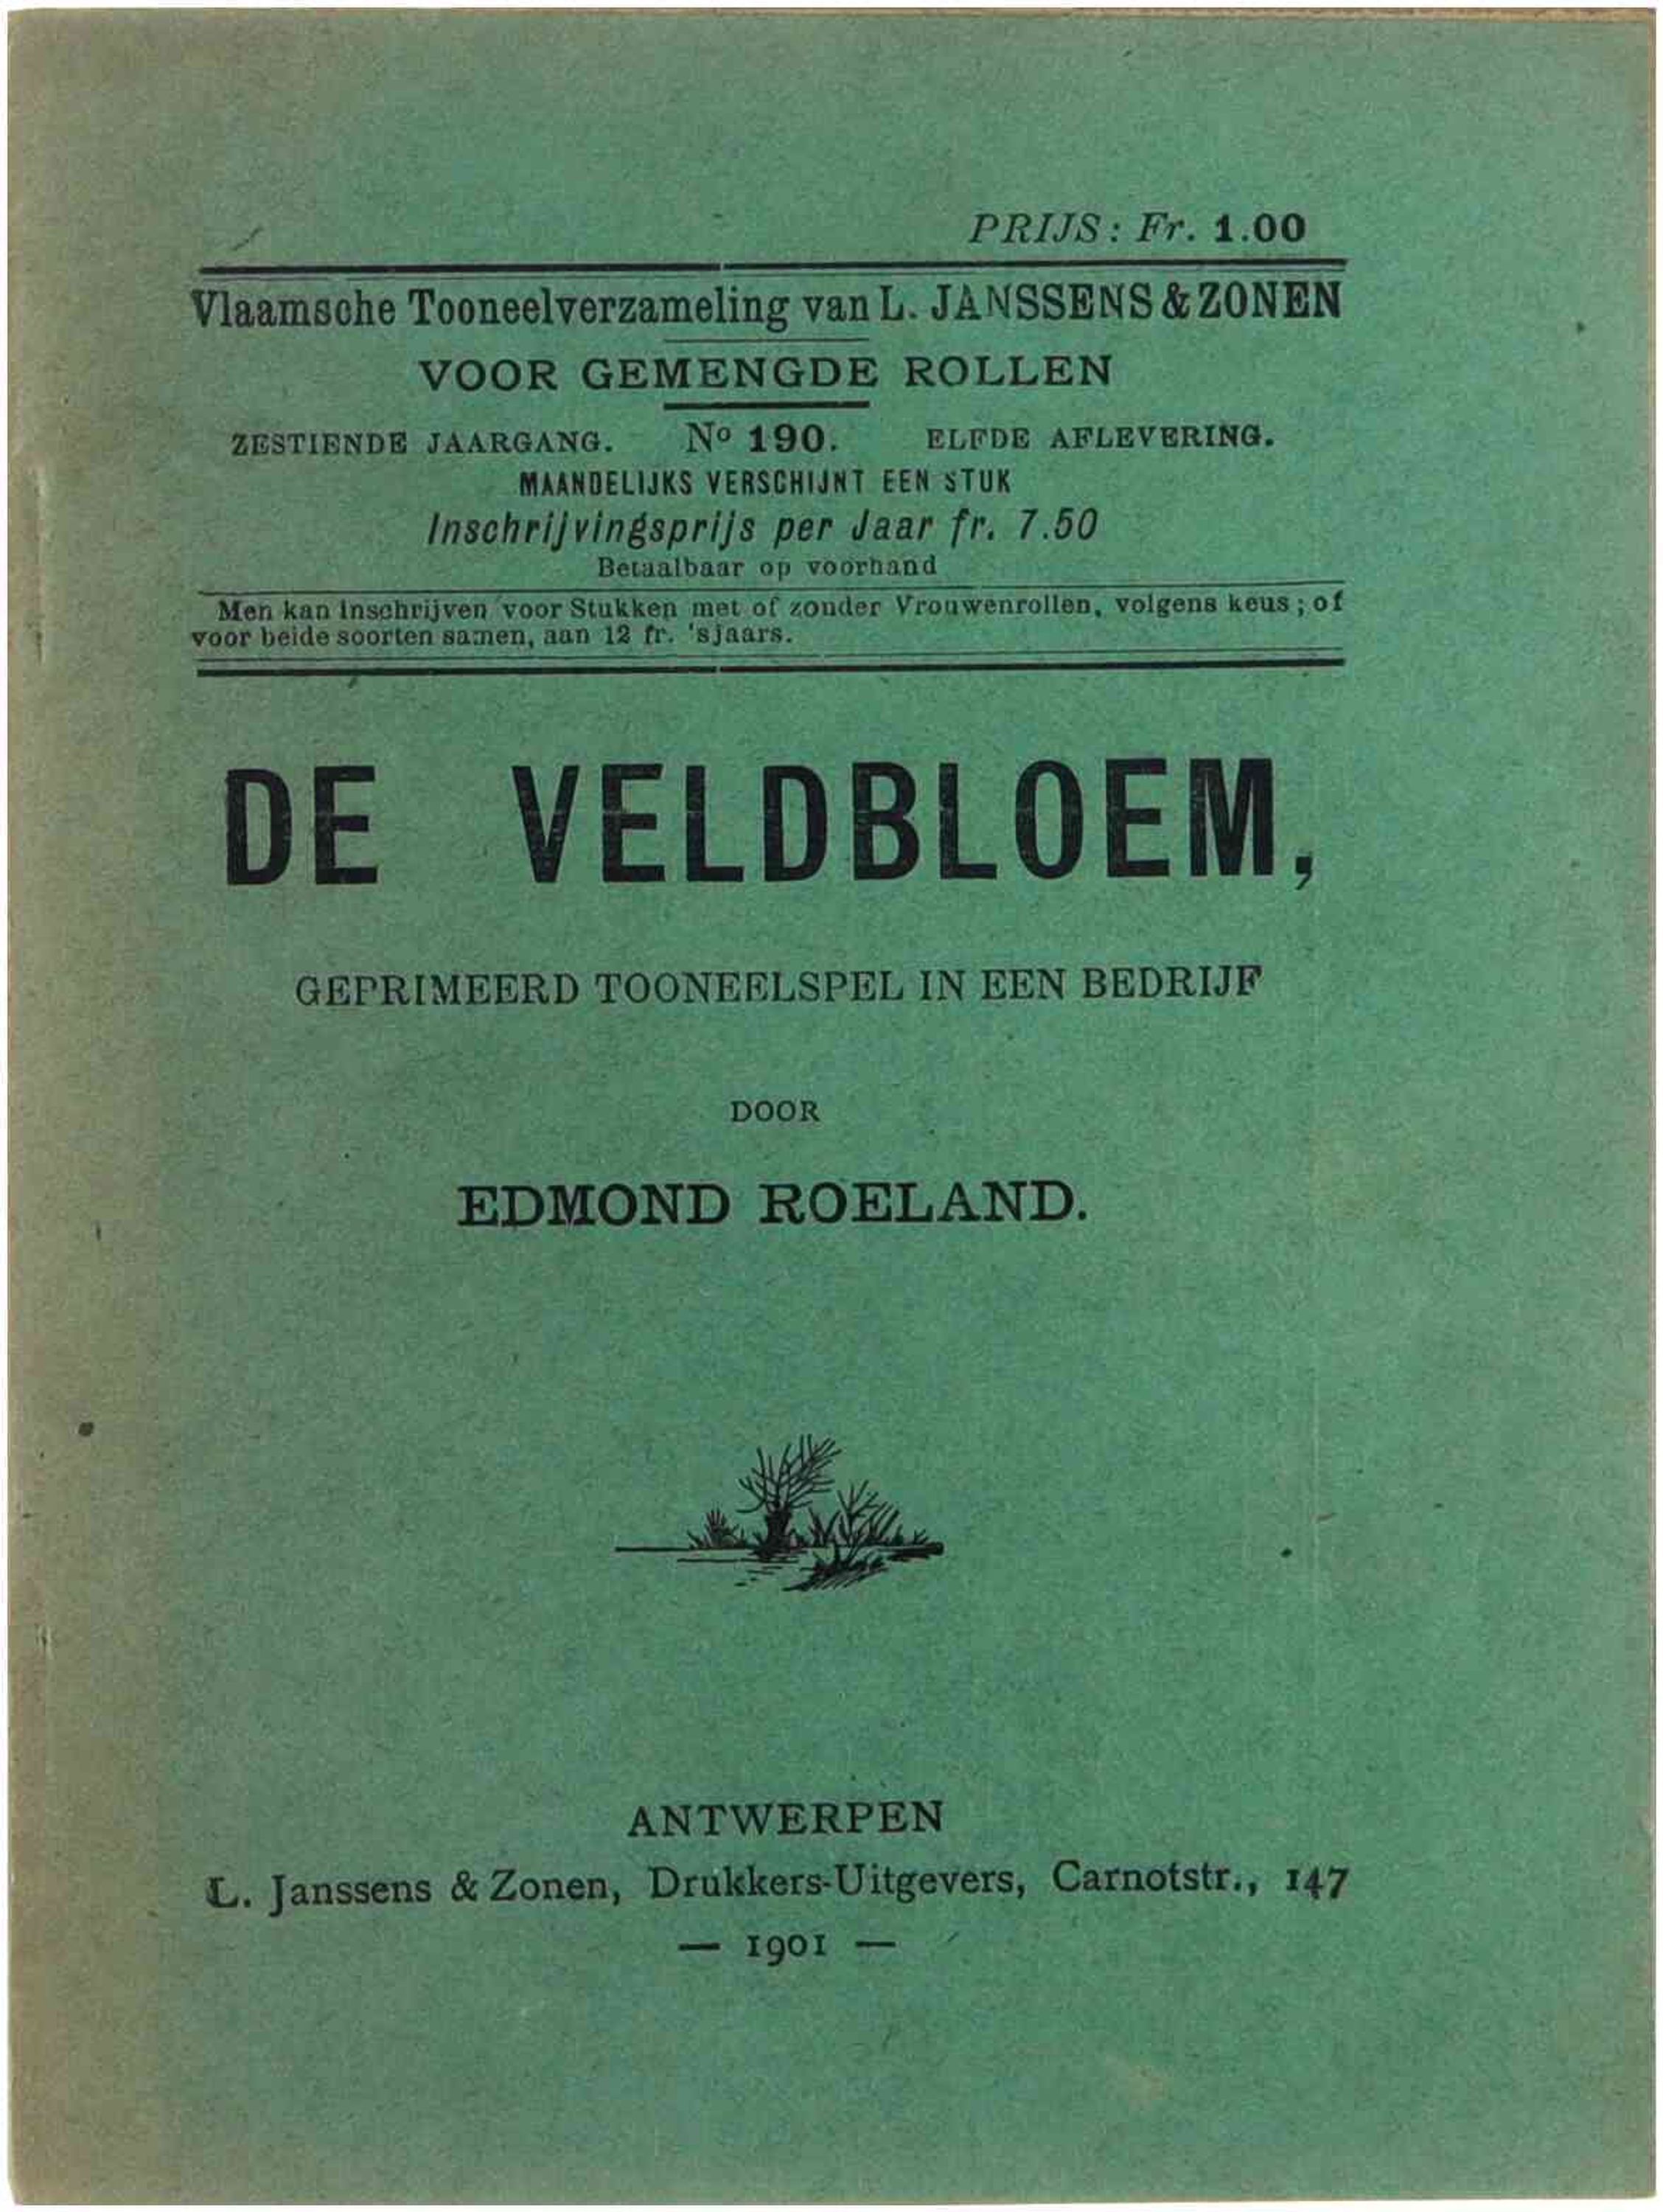 PRIJS: Fr. 1.00
Vlaamsche Tooneelverzameling van L. JANSSENS & ZONEN
VOOR GEMENGDE ROLLEN
ZESTIENDE JAARGANG. No 190. ELFDE AFLEVERING.
MAANDELIJKS VERSCHIJNT EEN STUK
Inschrijvingsprijs per Jaar fr. 7.50
Betaalbaar op voorhand
Men kan inschrijven voor Stukken met of zonder Vrouwenrollen, volgens keus; of
voor beide soorten samen, aan 12 fr. 'sjaars.
DE VELDBLOEM,
GEPRIMEERD TOONEELSPEL IN EEN BEDRIJF
DOOR
EDMOND ROELAND.
ANTWERPEN
L. Janssens & Zonen, Drukkers-Uitgevers, Carnotstr., 147
— 1901 —